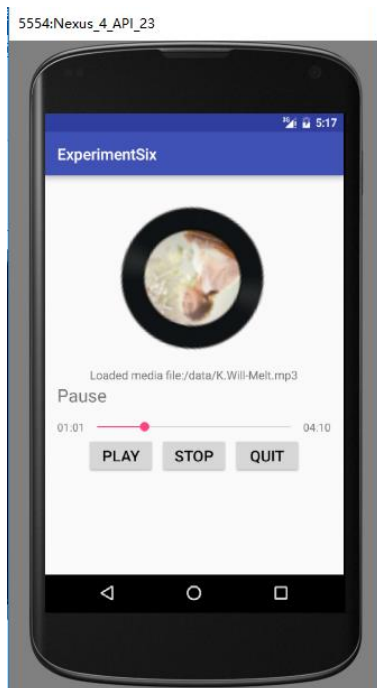 5554:Nexus_4_API_23
5:17
ExperimentSix
Loaded media file:/data/K.Will-Melt.mp3
Pause
01:01 04:10
PLAY STOP QUIT